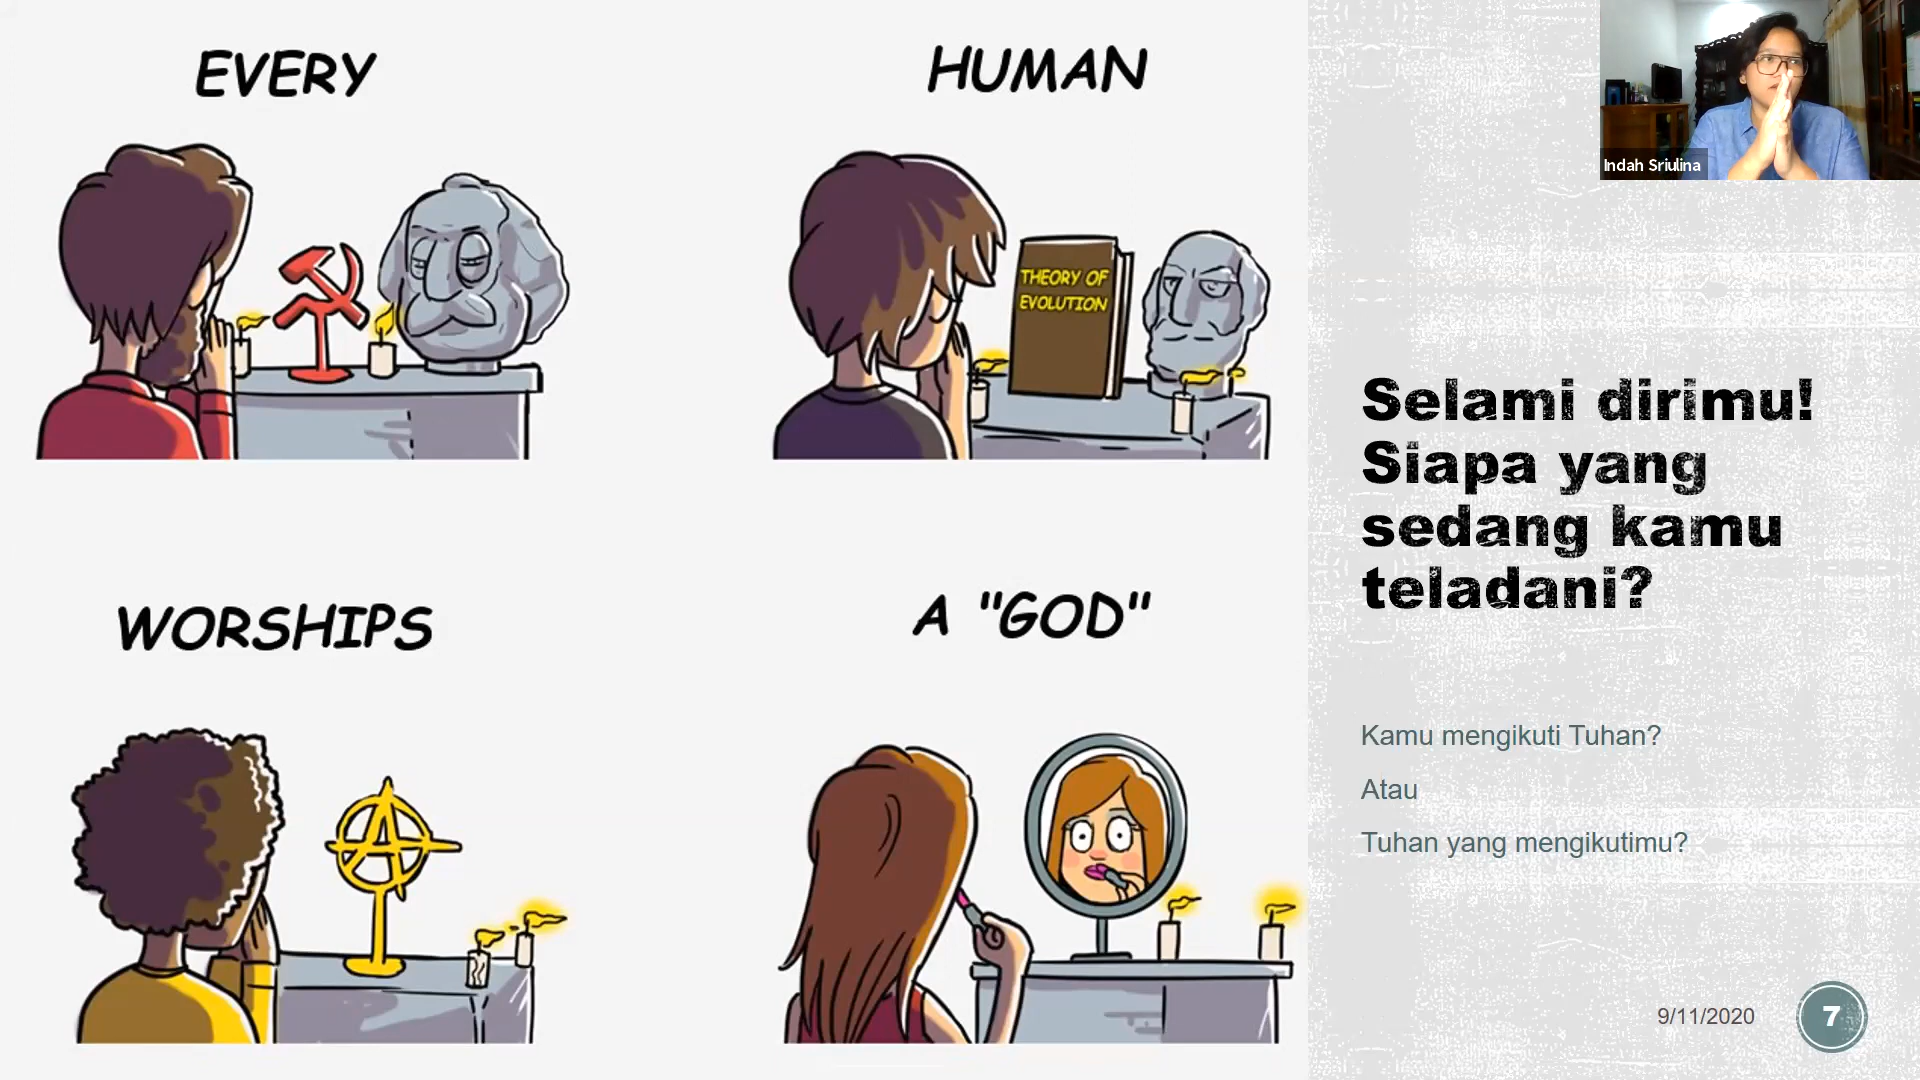 EVERY
HUMAN
THEORY OF
EVOLUTION
WORSHIPS
A "GOD"
Indah Sriulina
Selami dirimu!
Siapa yang
sedang kamu
teladani?
Kamu mengikuti Tuhan?
Atau
Tuhan yang mengikutimu?
9/11/2020
7